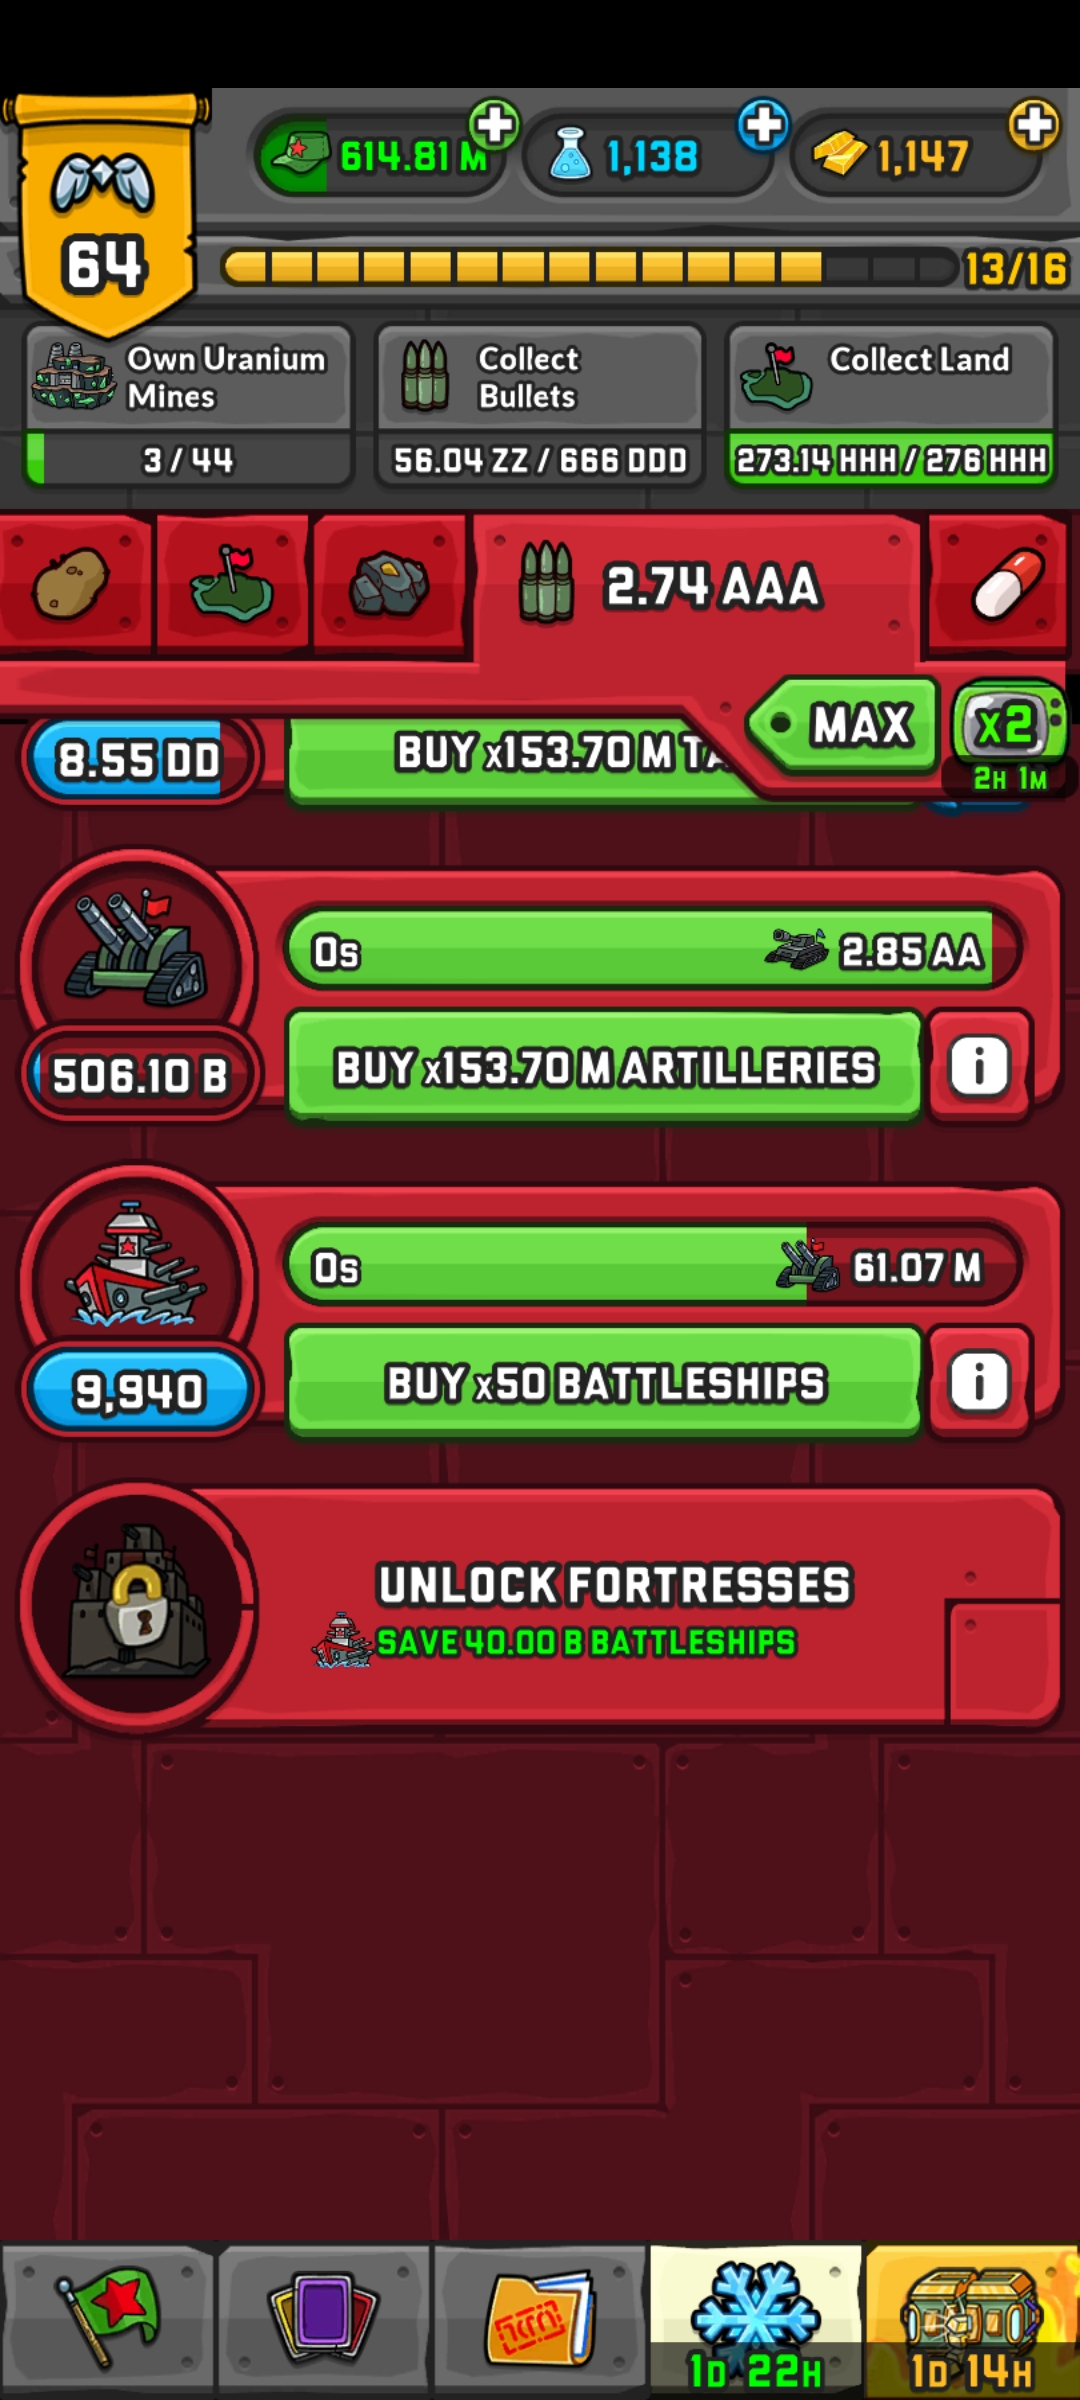 614.81 M
1,138
1,147
64
13/16
Own Uranium
Mines
3 / 44
Collect
Bullets
56.04 ZZ / 666 DDD
Collect Land
273.14 HHH / 276 HHH
2.74 AAA
MAX
x2
2H 1M
8.55 DD
BUY x153.70 M
0s
2.85 AA
506.10 B
BUY x153.70 M ARTILLERIES
i
0s
61.07 M
9,940
BUY x50 BATTLESHIPS
i
UNLOCK FORTRESSES
SAVE 40.00 B BATTLESHIPS
1D 22H
1D 14H